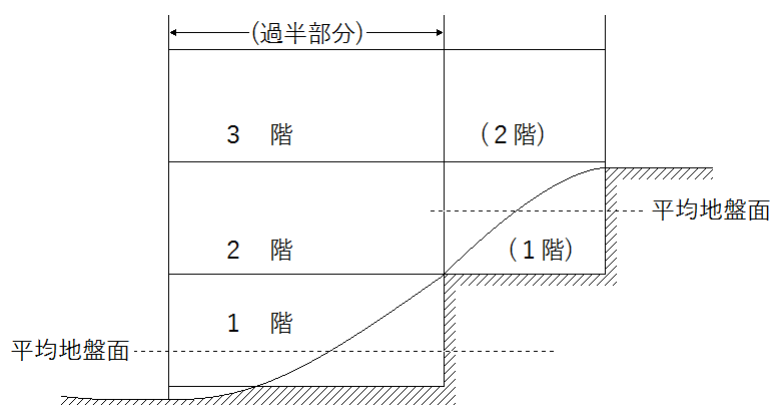 (過半部分)
3 階
(2階)
平均地盤面
2 階
(1階)
1 階
平均地盤面